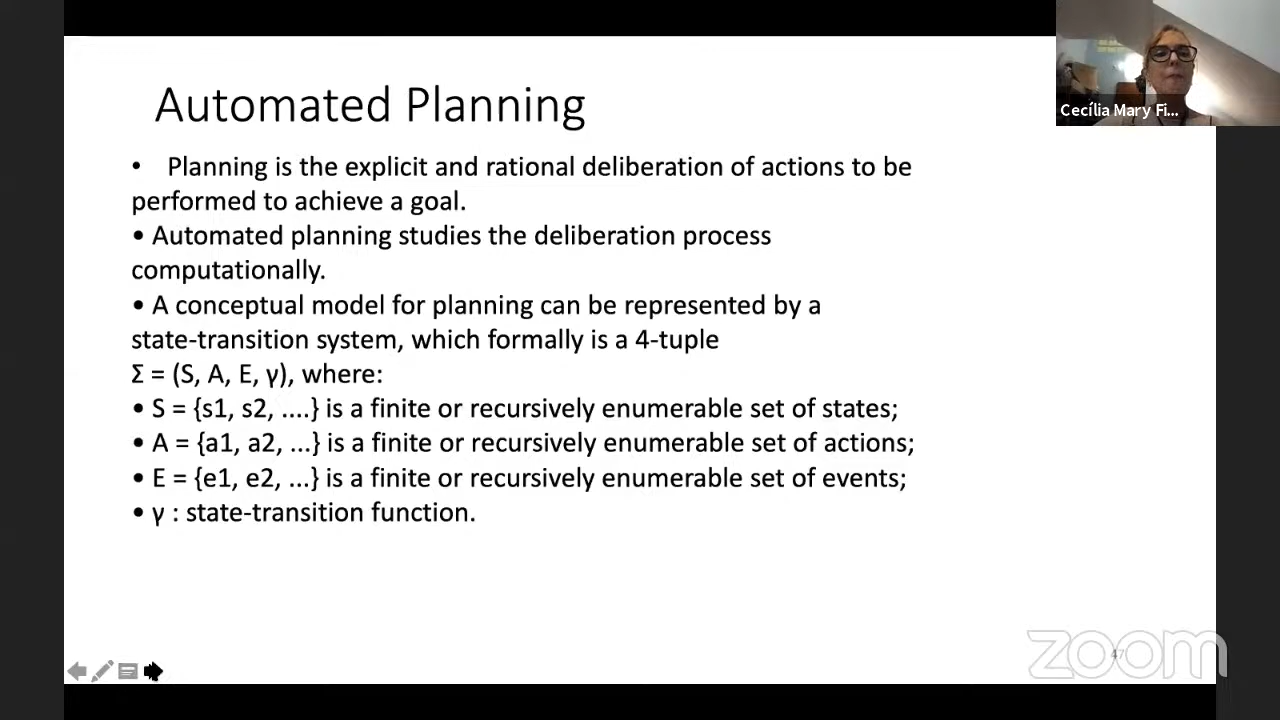 Automated Planning
• Planning is the explicit and rational deliberation of actions to be
performed to achieve a goal.
• Automated planning studies the deliberation process
computationally.
• A conceptual model for planning can be represented by a
state-transition system, which formally is a 4-tuple
Σ = (S, A, E, γ), where:
• S = {s1, s2, ....} is a finite or recursively enumerable set of states;
• A = {a1, a2, ...} is a finite or recursively enumerable set of actions;
• E = {e1, e2, ...} is a finite or recursively enumerable set of events;
• γ : state-transition function.
Cecília Mary Fi...
47
zoom